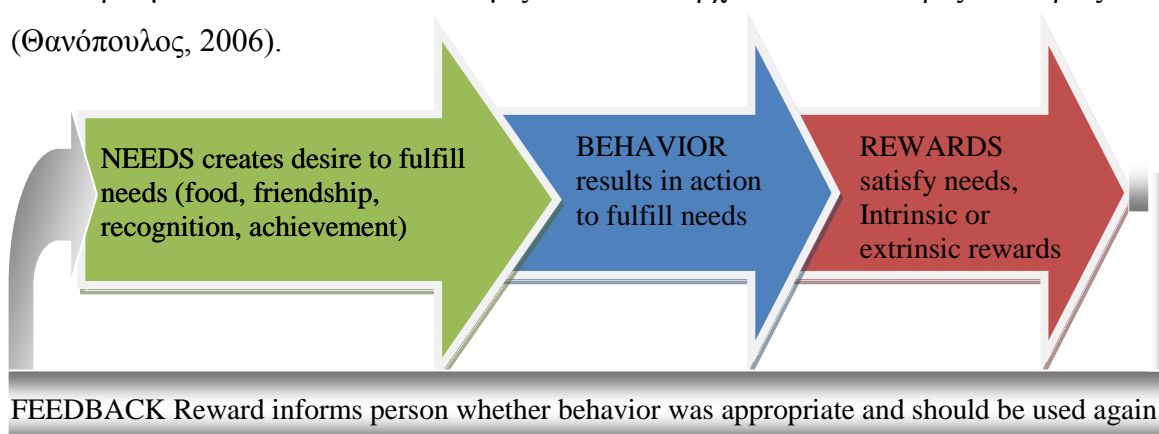 (Θανόπουλος, 2006).
NEEDS creates desire to fulfill
needs (food, friendship,
recognition, achievement)
BEHAVIOR
results in action
to fulfill needs
REWARDS
satisfy needs,
Intrinsic or
extrinsic rewards
FEEDBACK Reward informs person whether behavior was appropriate and should be used again